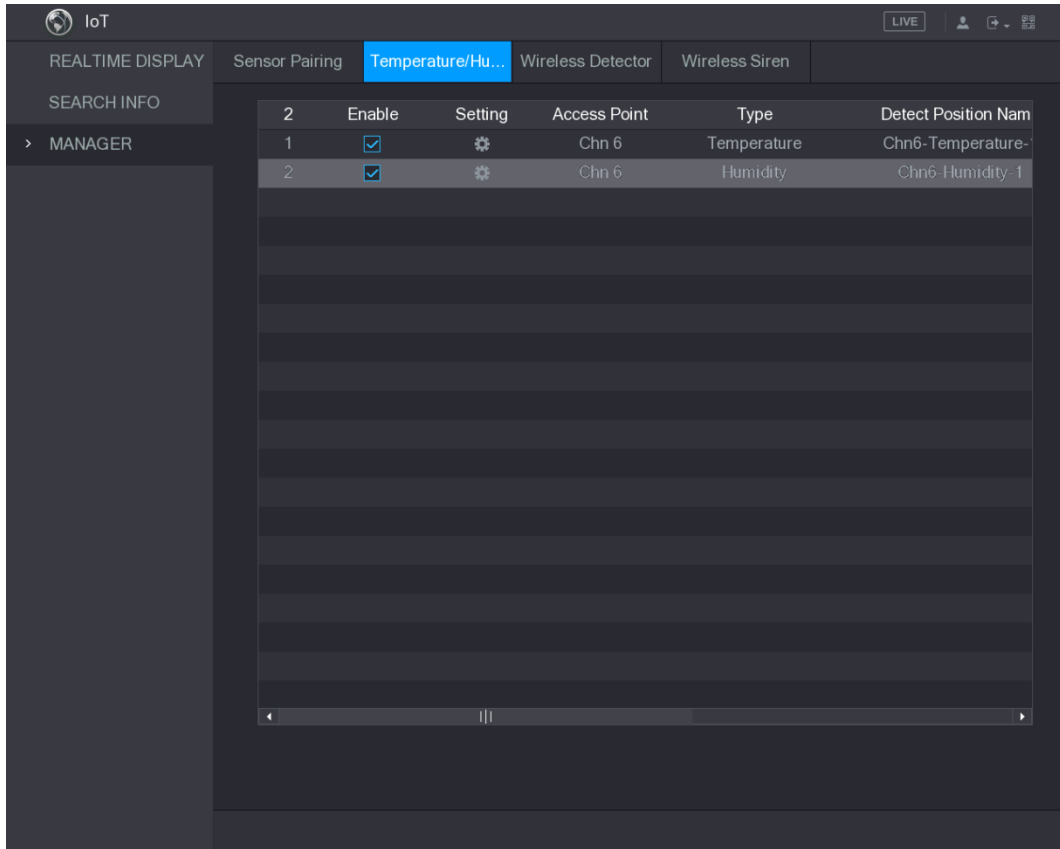 IoT LIVE
REALTIME DISPLAY
SEARCH INFO
MANAGER
Sensor Pairing Temperature/Hu... Wireless Detector Wireless Siren
2 Enable Setting Access Point Type Detect Position Nam
1 Chn 6 Temperature Chn6-Temperature-
2 Chn 6 Humidity Chn6-Humidity-1